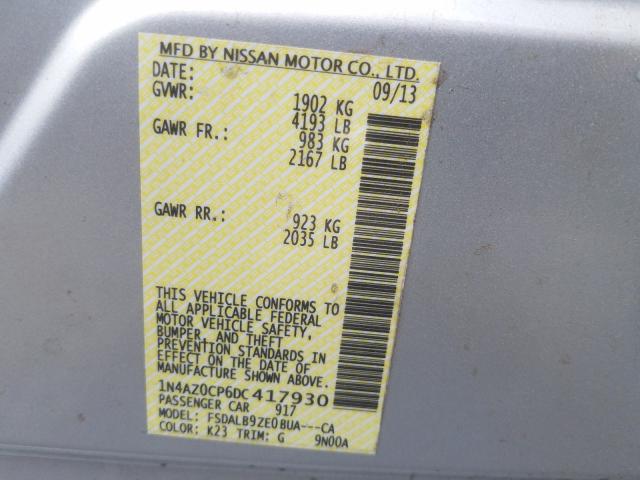 MFD BY NISSAN MOTOR CO., LTD.
DATE: 09/13
GVWR: 1902 KG
4193 LB
GAWR FR.: 983 KG
2167 LB
GAWR RR.: 923 KG
2035 LB
THIS VEHICLE CONFORMS TO
ALL APPLICABLE FEDERAL
MOTOR VEHICLE SAFETY,
BUMPER, AND THEFT
PREVENTION STANDARDS IN
EFFECT ON THE DATE OF
MANUFACTURE SHOWN ABOVE.
1N4AZ0CP6DC417930
PASSENGER CAR 917
MODEL: FSDALB9ZE0BUA---CA
COLOR: K23 TRIM: G 9N00A